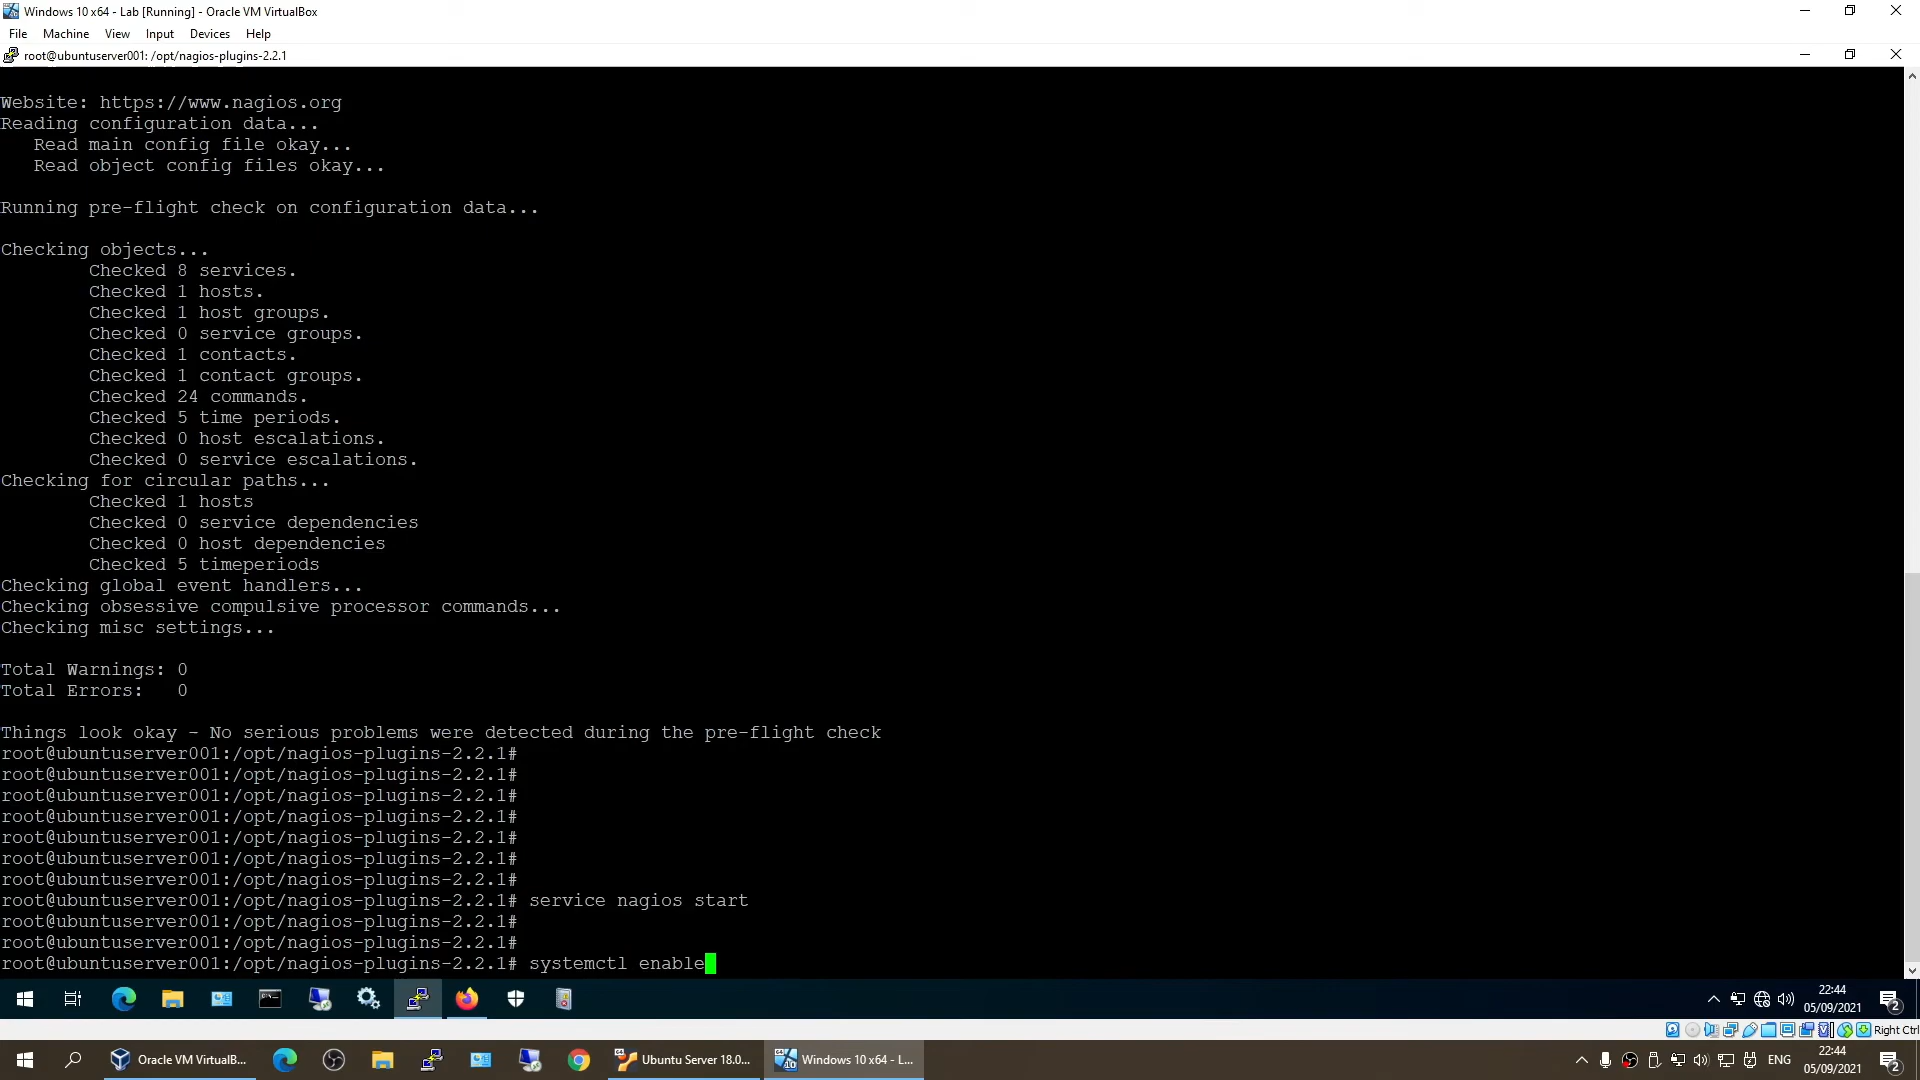 Windows 10 x64 - Lab [Running] - Oracle VM VirtualBox
File Machine View Input Devices Help
root@ubuntuserver001: /opt/nagios-plugins-2.2.1
Website: https://www.nagios.org
Reading configuration data...
   Read main config file okay...
   Read object config files okay...
Running pre-flight check on configuration data...
Checking objects...
        Checked 8 services.
        Checked 1 hosts.
        Checked 1 host groups.
        Checked 0 service groups.
        Checked 1 contacts.
        Checked 1 contact groups.
        Checked 24 commands.
        Checked 5 time periods.
        Checked 0 host escalations.
        Checked 0 service escalations.
Checking for circular paths...
        Checked 1 hosts
        Checked 0 service dependencies
        Checked 0 host dependencies
        Checked 5 timeperiods
Checking global event handlers...
Checking obsessive compulsive processor commands...
Checking misc settings...
Total Warnings: 0
Total Errors:   0
Things look okay - No serious problems were detected during the pre-flight check
root@ubuntuserver001:/opt/nagios-plugins-2.2.1#
root@ubuntuserver001:/opt/nagios-plugins-2.2.1#
root@ubuntuserver001:/opt/nagios-plugins-2.2.1#
root@ubuntuserver001:/opt/nagios-plugins-2.2.1#
root@ubuntuserver001:/opt/nagios-plugins-2.2.1#
root@ubuntuserver001:/opt/nagios-plugins-2.2.1#
root@ubuntuserver001:/opt/nagios-plugins-2.2.1#
root@ubuntuserver001:/opt/nagios-plugins-2.2.1# service nagios start
root@ubuntuserver001:/opt/nagios-plugins-2.2.1#
root@ubuntuserver001:/opt/nagios-plugins-2.2.1#
root@ubuntuserver001:/opt/nagios-plugins-2.2.1# systemctl enable
22:44
05/09/2021
2
Right Ctrl
Oracle VM VirtualB...
Ubuntu Server 18.0...
Windows 10 x64 - L...
ENG
22:44
05/09/2021
2